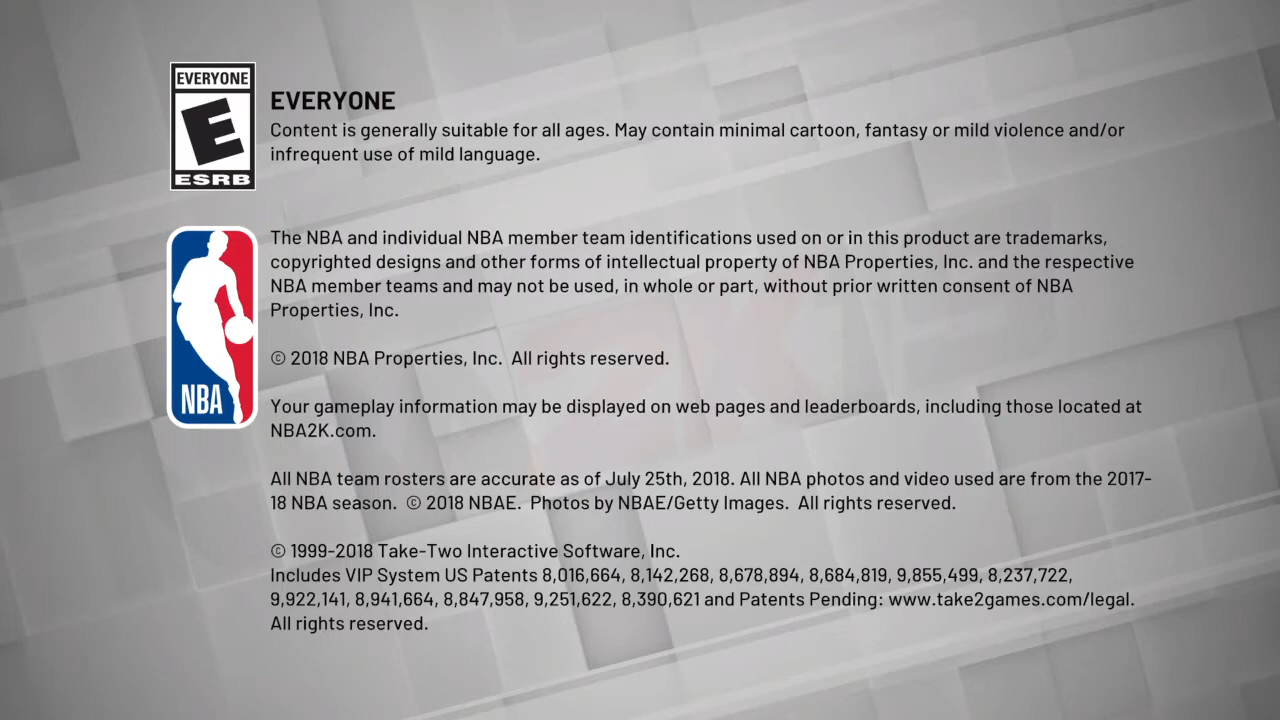 EVERYONE
E
ESRB
EVERYONE
Content is generally suitable for all ages. May contain minimal cartoon, fantasy or mild violence and/or
infrequent use of mild language.
NBA
The NBA and individual NBA member team identifications used on or in this product are trademarks,
copyrighted designs and other forms of intellectual property of NBA Properties, Inc. and the respective
NBA member teams and may not be used, in whole or part, without prior written consent of NBA
Properties, Inc.
© 2018 NBA Properties, Inc.  All rights reserved.
Your gameplay information may be displayed on web pages and leaderboards, including those located at
NBA2K.com.
All NBA team rosters are accurate as of July 25th, 2018. All NBA photos and video used are from the 2017-
18 NBA season.  © 2018 NBAE.  Photos by NBAE/Getty Images.  All rights reserved.
© 1999-2018 Take-Two Interactive Software, Inc.
Includes VIP System US Patents 8,016,664, 8,142,268, 8,678,894, 8,684,819, 9,855,499, 8,237,722,
9,922,141, 8,941,664, 8,847,958, 9,251,622, 8,390,621 and Patents Pending: www.take2games.com/legal.
All rights reserved.